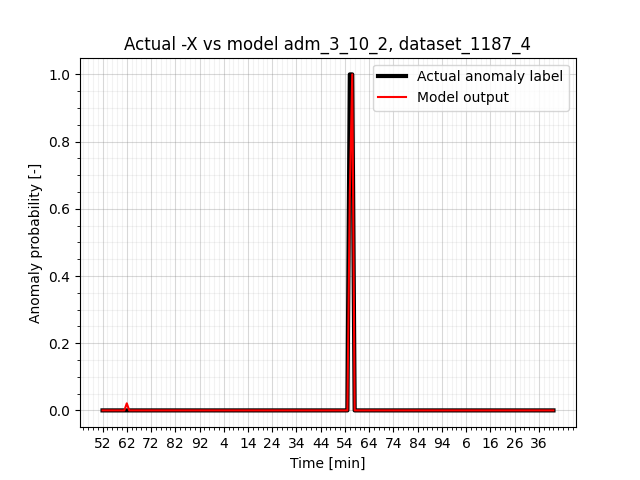 Actual -X vs model adm_3_10_2, dataset_1187_4
Actual anomaly label
Model output
Anomaly probability [-]
1.0
0.8
0.6
0.4
0.2
0.0
52 62 72 82 92 4 14 24 34 44 54 64 74 84 94 6 16 26 36
Time [min]